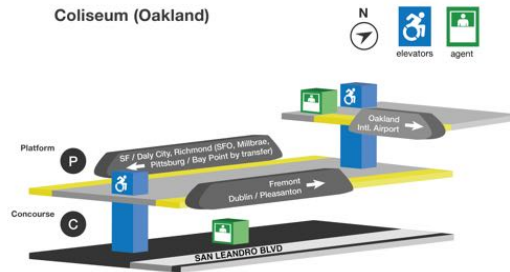 Coliseum (Oakland)
N
elevators
agent
Oakland
Intl. Airport
Platform
P
SF / Daly City, Richmond (SFO, Millbrae,
Pittsburg / Bay Point by transfer)
Fremont
Dublin / Pleasanton
Concourse
C
SAN LEANDRO BLVD